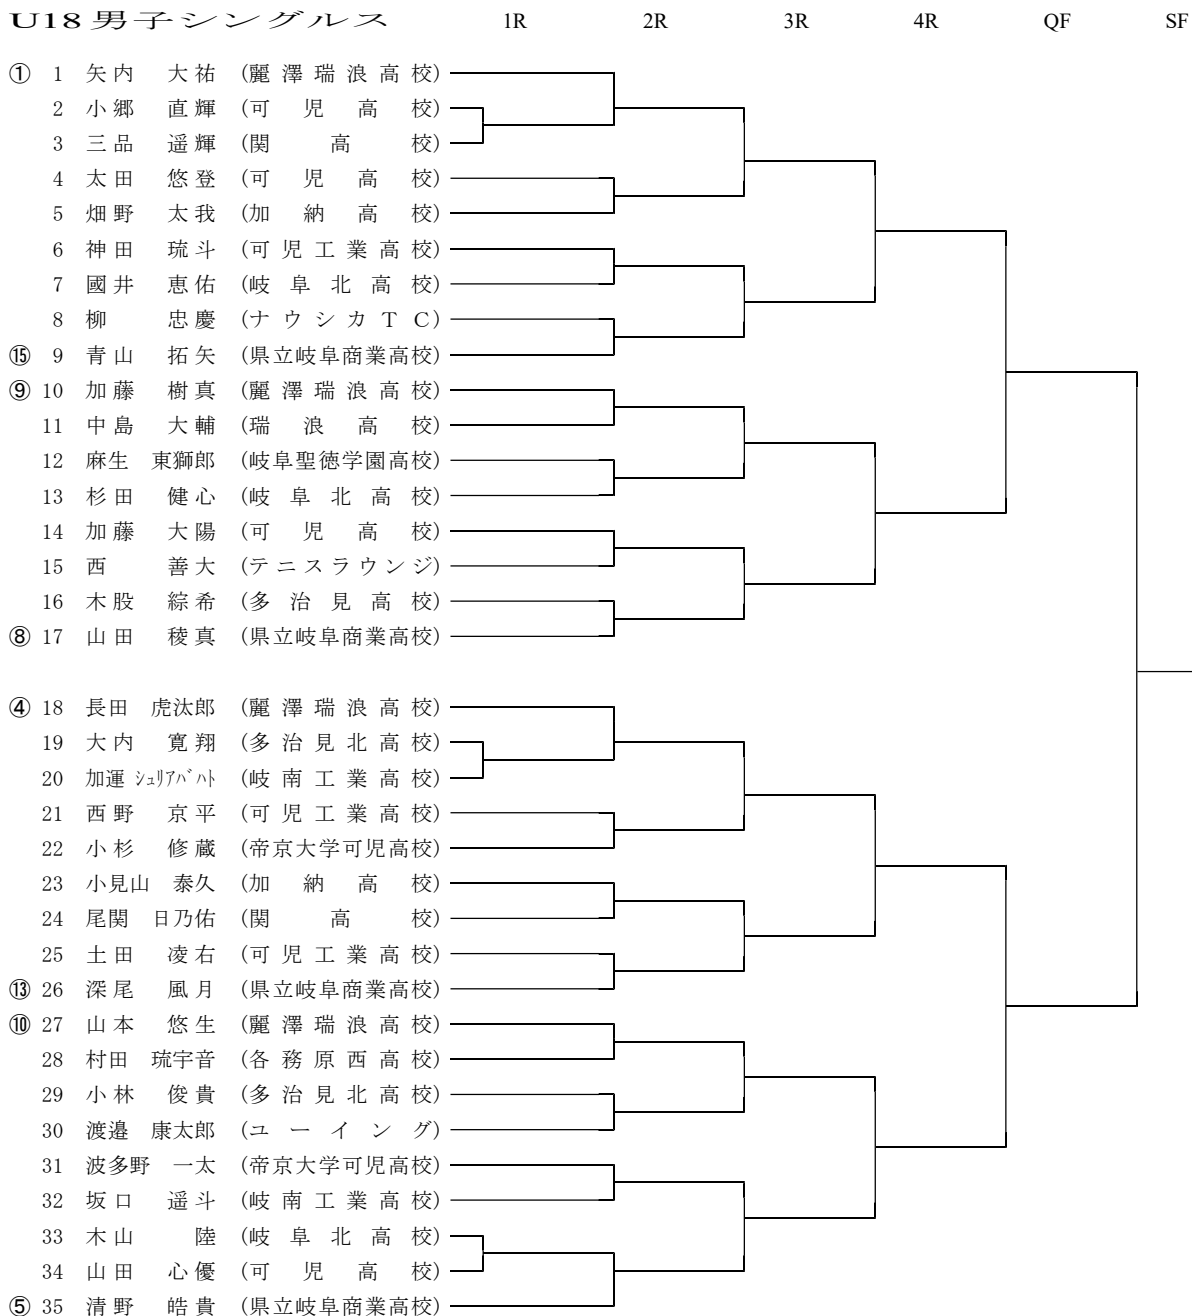 U18男子シングルス 1R 2R 3R 4R QF SF
① 1 矢内 大祐 (麗澤瑞浪高校)
2 小郷 直輝 (可児高校)
3 三品 遥輝 (関高校)
4 太田 悠登 (可児高校)
5 畑野 太我 (加納高校)
6 神田 琉斗 (可児工業高校)
7 國井 恵佑 (岐阜北高校)
8 柳 忠慶 (ナウシカTC)
⑮ 9 青山 拓矢 (県立岐阜商業高校)
⑨ 10 加藤 樹真 (麗澤瑞浪高校)
11 中島 大輔 (瑞浪高校)
12 麻生 東獅郎 (岐阜聖徳学園高校)
13 杉田 健心 (岐阜北高校)
14 加藤 大陽 (可児高校)
15 西 善大 (テニスラウンジ)
16 木股 綜希 (多治見高校)
⑧ 17 山田 稜真 (県立岐阜商業高校)
④ 18 長田 虎汰郎 (麗澤瑞浪高校)
19 大内 寛翔 (多治見北高校)
20 加運 シュリアバハト (岐南工業高校)
21 西野 京平 (可児工業高校)
22 小杉 修蔵 (帝京大学可児高校)
23 小見山 泰久 (加納高校)
24 尾関 日乃佑 (関高校)
25 土田 凌右 (可児工業高校)
⑬ 26 深尾 風月 (県立岐阜商業高校)
⑩ 27 山本 悠生 (麗澤瑞浪高校)
28 村田 琉宇音 (各務原西高校)
29 小林 俊貴 (多治見北高校)
30 渡邉 康太郎 (ユーイング)
31 波多野 一太 (帝京大学可児高校)
32 坂口 遥斗 (岐南工業高校)
33 木山 陸 (岐阜北高校)
34 山田 心優 (可児高校)
⑤ 35 清野 皓貴 (県立岐阜商業高校)